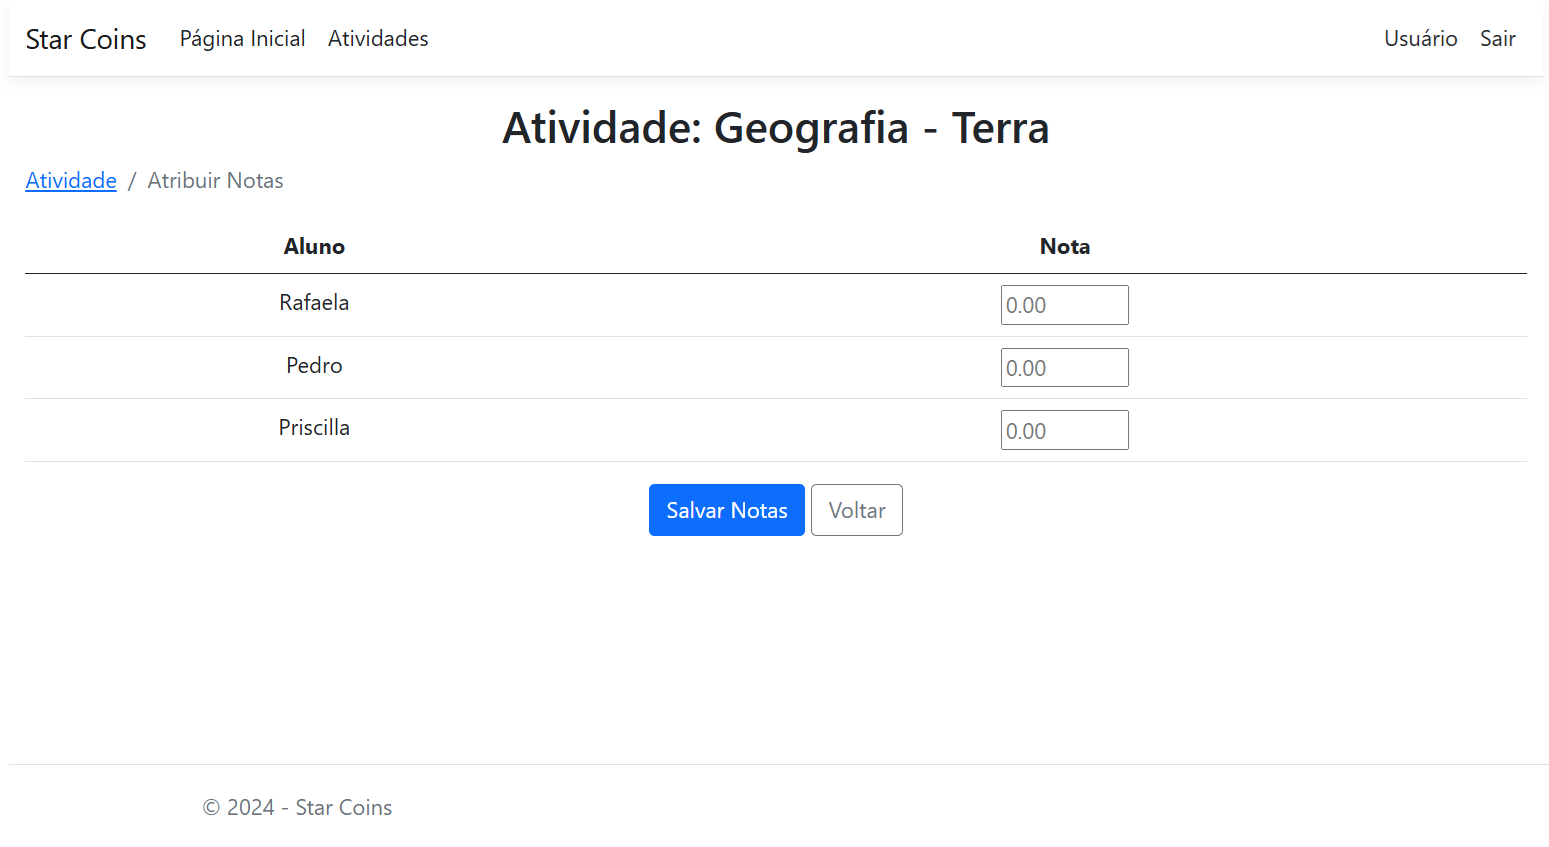 Star Coins Página Inicial Atividades Usuário Sair
Atividade: Geografia - Terra
Atividade / Atribuir Notas
Aluno Nota
Rafaela 0.00
Pedro 0.00
Priscilla 0.00
Salvar Notas Voltar
© 2024 - Star Coins